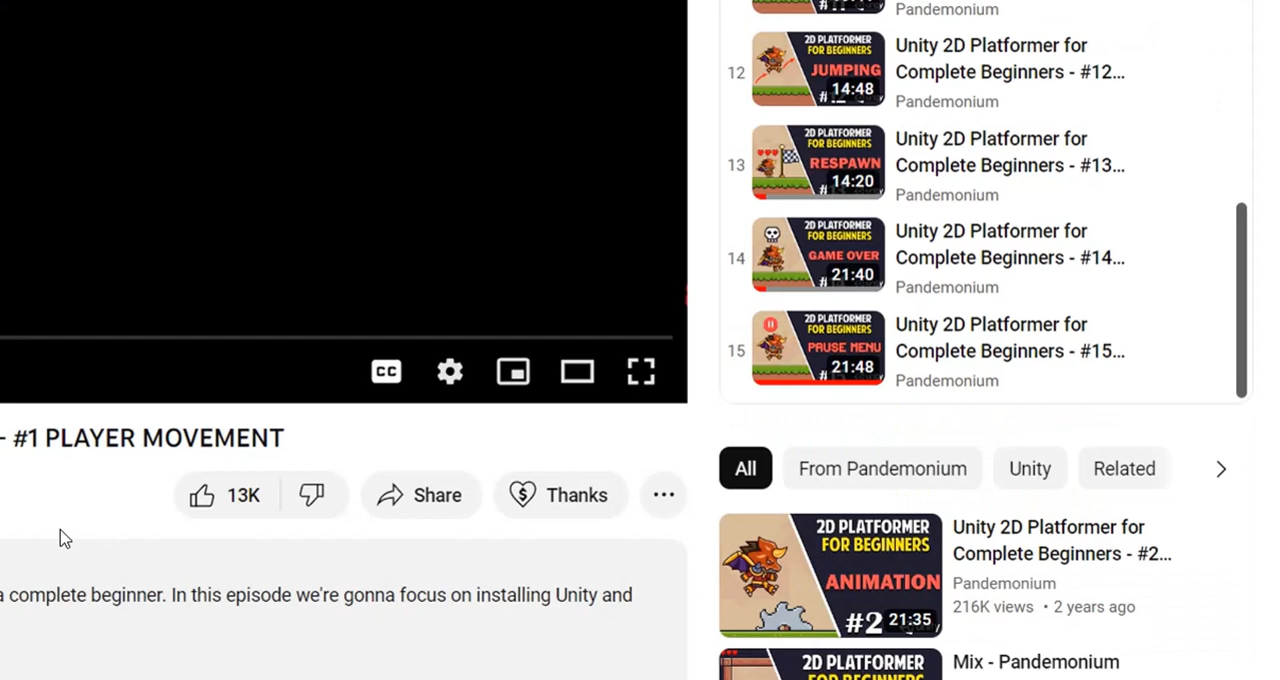 Pandemonium
12
2D PLATFORMER
FOR BEGINNERS
JUMPING
14:48
Unity 2D Platformer for
Complete Beginners - #12...
Pandemonium
13
2D PLATFORMER
FOR BEGINNERS
RESPAWN
14:20
Unity 2D Platformer for
Complete Beginners - #13...
Pandemonium
14
2D PLATFORMER
FOR BEGINNERS
GAME OVER
21:40
Unity 2D Platformer for
Complete Beginners - #14...
Pandemonium
15
2D PLATFORMER
FOR BEGINNERS
PAUSE MENU
21:48
Unity 2D Platformer for
Complete Beginners - #15...
Pandemonium
CC
- #1 PLAYER MOVEMENT
13K
Share
Thanks
a complete beginner. In this episode we're gonna focus on installing Unity and
All
From Pandemonium
Unity
Related
2D PLATFORMER
FOR BEGINNERS
ANIMATION
#2
21:35
Unity 2D Platformer for
Complete Beginners - #2...
Pandemonium
216K views • 2 years ago
2D PLATFORMER
FOR BEGINNERS
Mix - Pandemonium